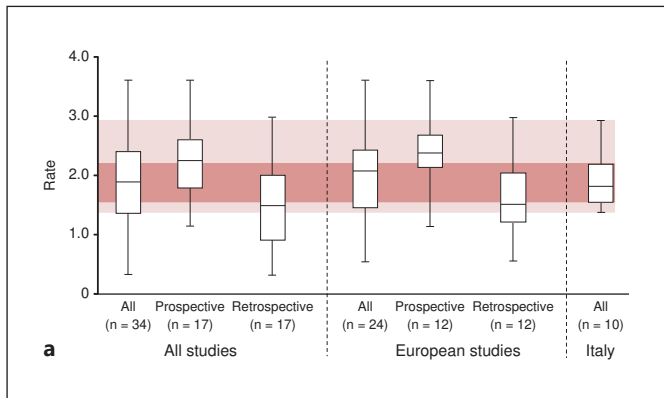 4.0
3.0
2.0
1.0
0
Rate
All Prospective Retrospective All Prospective Retrospective All
(n = 34) (n = 17) (n = 17) (n = 24) (n = 12) (n = 12) (n = 10)
a All studies European studies Italy